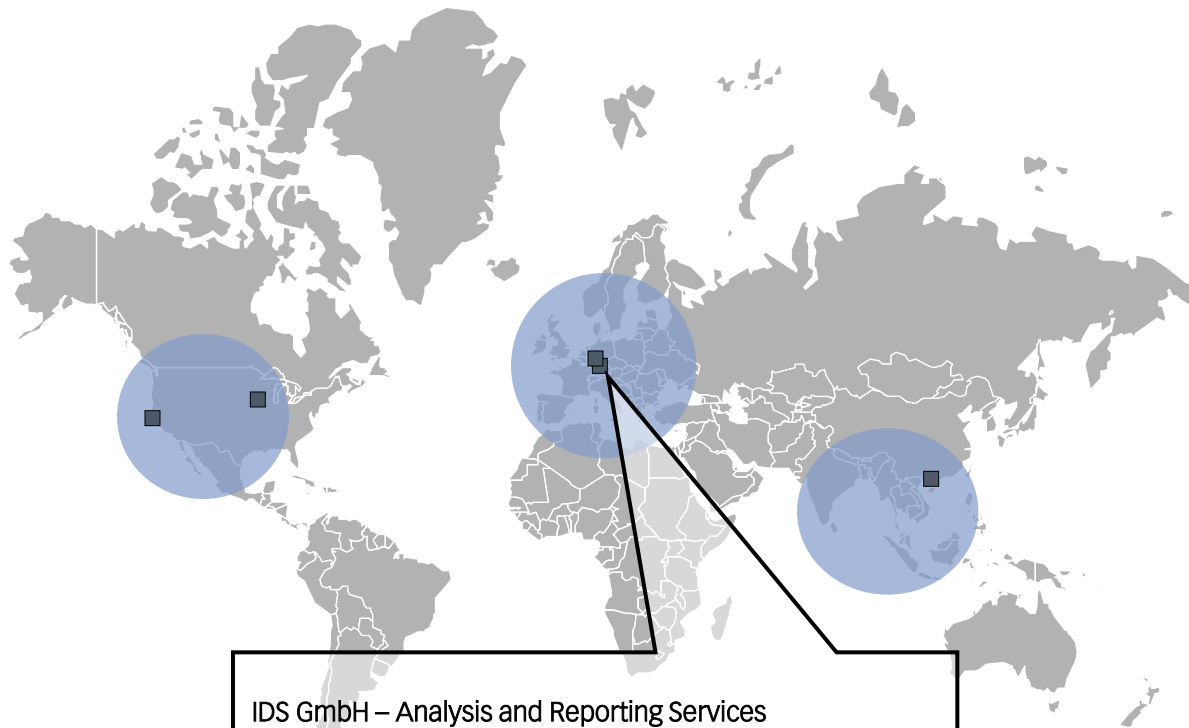 IDS GmbH – Analysis and Reporting Services